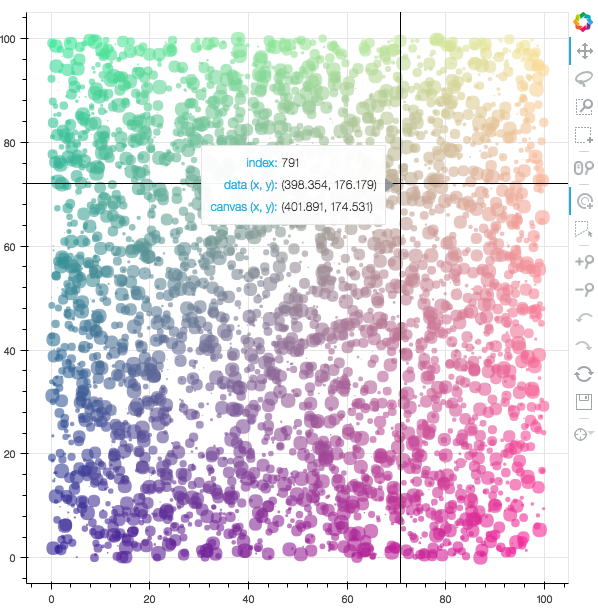 100
80
60
40
20
0
index: 791
data (x, y): (398.354, 176.179)
canvas (x, y): (401.891, 174.531)
0 20 40 60 80 100